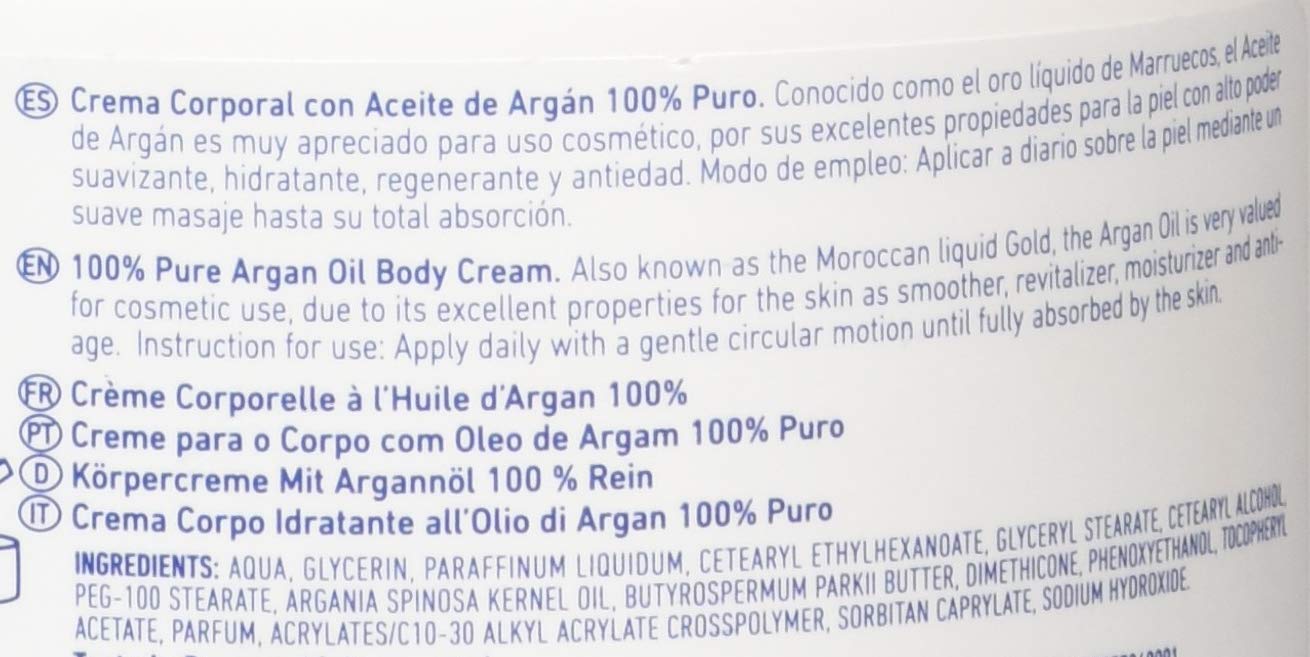 ES Crema Corporal con Aceite de Argán 100% Puro. Conocido como el oro líquido de Marruecos, el Aceite
de Argán es muy apreciado para uso cosmético, por sus excelentes propiedades para la piel con alto poder
suavizante, hidratante, regenerante y antiedad. Modo de empleo: Aplicar a diario sobre la piel mediante un
suave masaje hasta su total absorción.
EN 100% Pure Argan Oil Body Cream. Also known as the Moroccan liquid Gold, the Argan Oil is very valued
for cosmetic use, due to its excellent properties for the skin as smoother, revitalizer, moisturizer and anti-
age. Instruction for use: Apply daily with a gentle circular motion until fully absorbed by the skin.
FR Crème Corporelle à l'Huile d'Argan 100%
PT Creme para o Corpo com Oleo de Argam 100% Puro
D Körpercreme Mit Argannöl 100 % Rein
IT Crema Corpo Idratante all'Olio di Argan 100% Puro
INGREDIENTS: AQUA, GLYCERIN, PARAFFINUM LIQUIDUM, CETEARYL ETHYLHEXANOATE, GLYCERYL STEARATE, CETEARYL ALCOHOL,
PEG-100 STEARATE, ARGANIA SPINOSA KERNEL OIL, BUTYROSPERMUM PARKII BUTTER, DIMETHICONE, PHENOXYETHANOL, TOCOPHERYL
ACETATE, PARFUM, ACRYLATES/C10-30 ALKYL ACRYLATE CROSSPOLYMER, SORBITAN CAPRYLATE, SODIUM HYDROXIDE.